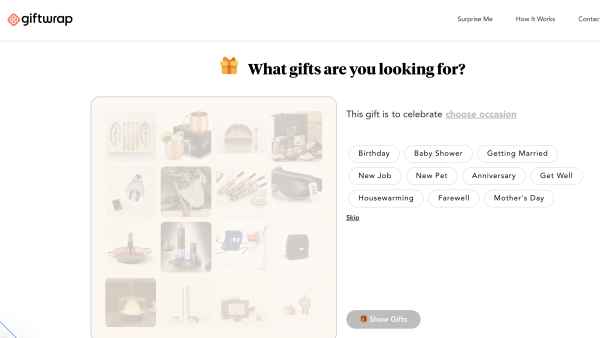 giftwrap
Surprise Me How It Works Contac
What gifts are you looking for?
This gift is to celebrate choose occasion
Birthday Baby Shower Getting Married
New Job New Pet Anniversary Get Well
Housewarming Farewell Mother's Day
Skip
Show Gifts